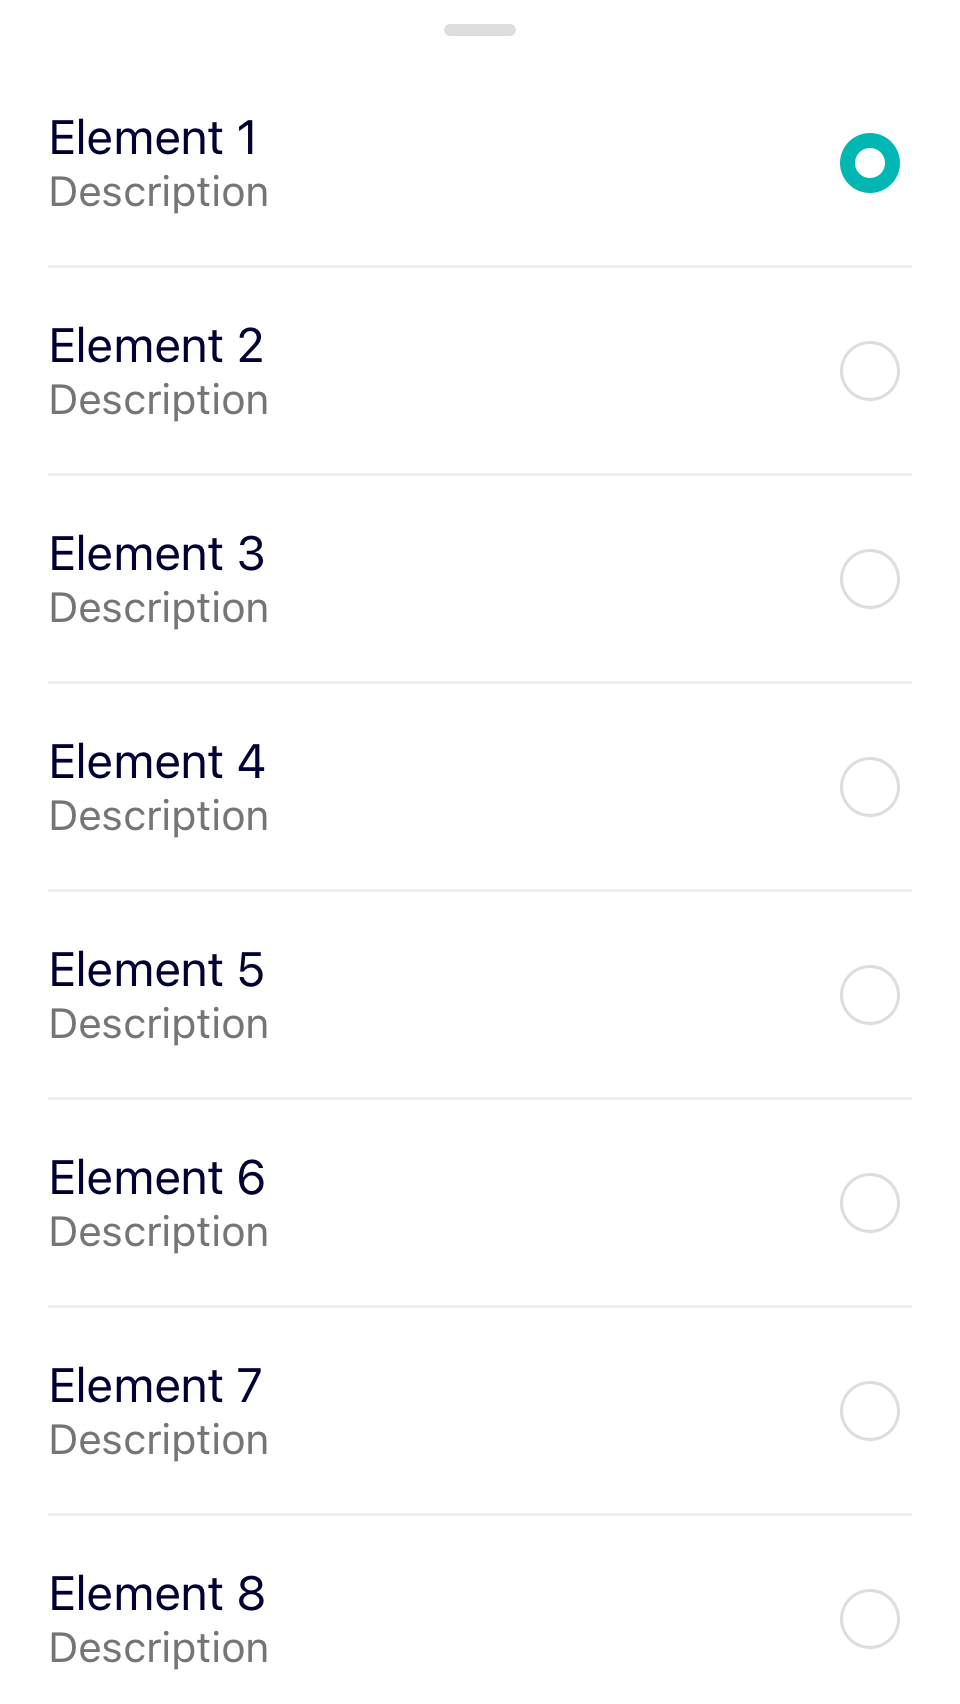 Element 1
Description
Element 2
Description
Element 3
Description
Element 4
Description
Element 5
Description
Element 6
Description
Element 7
Description
Element 8
Description